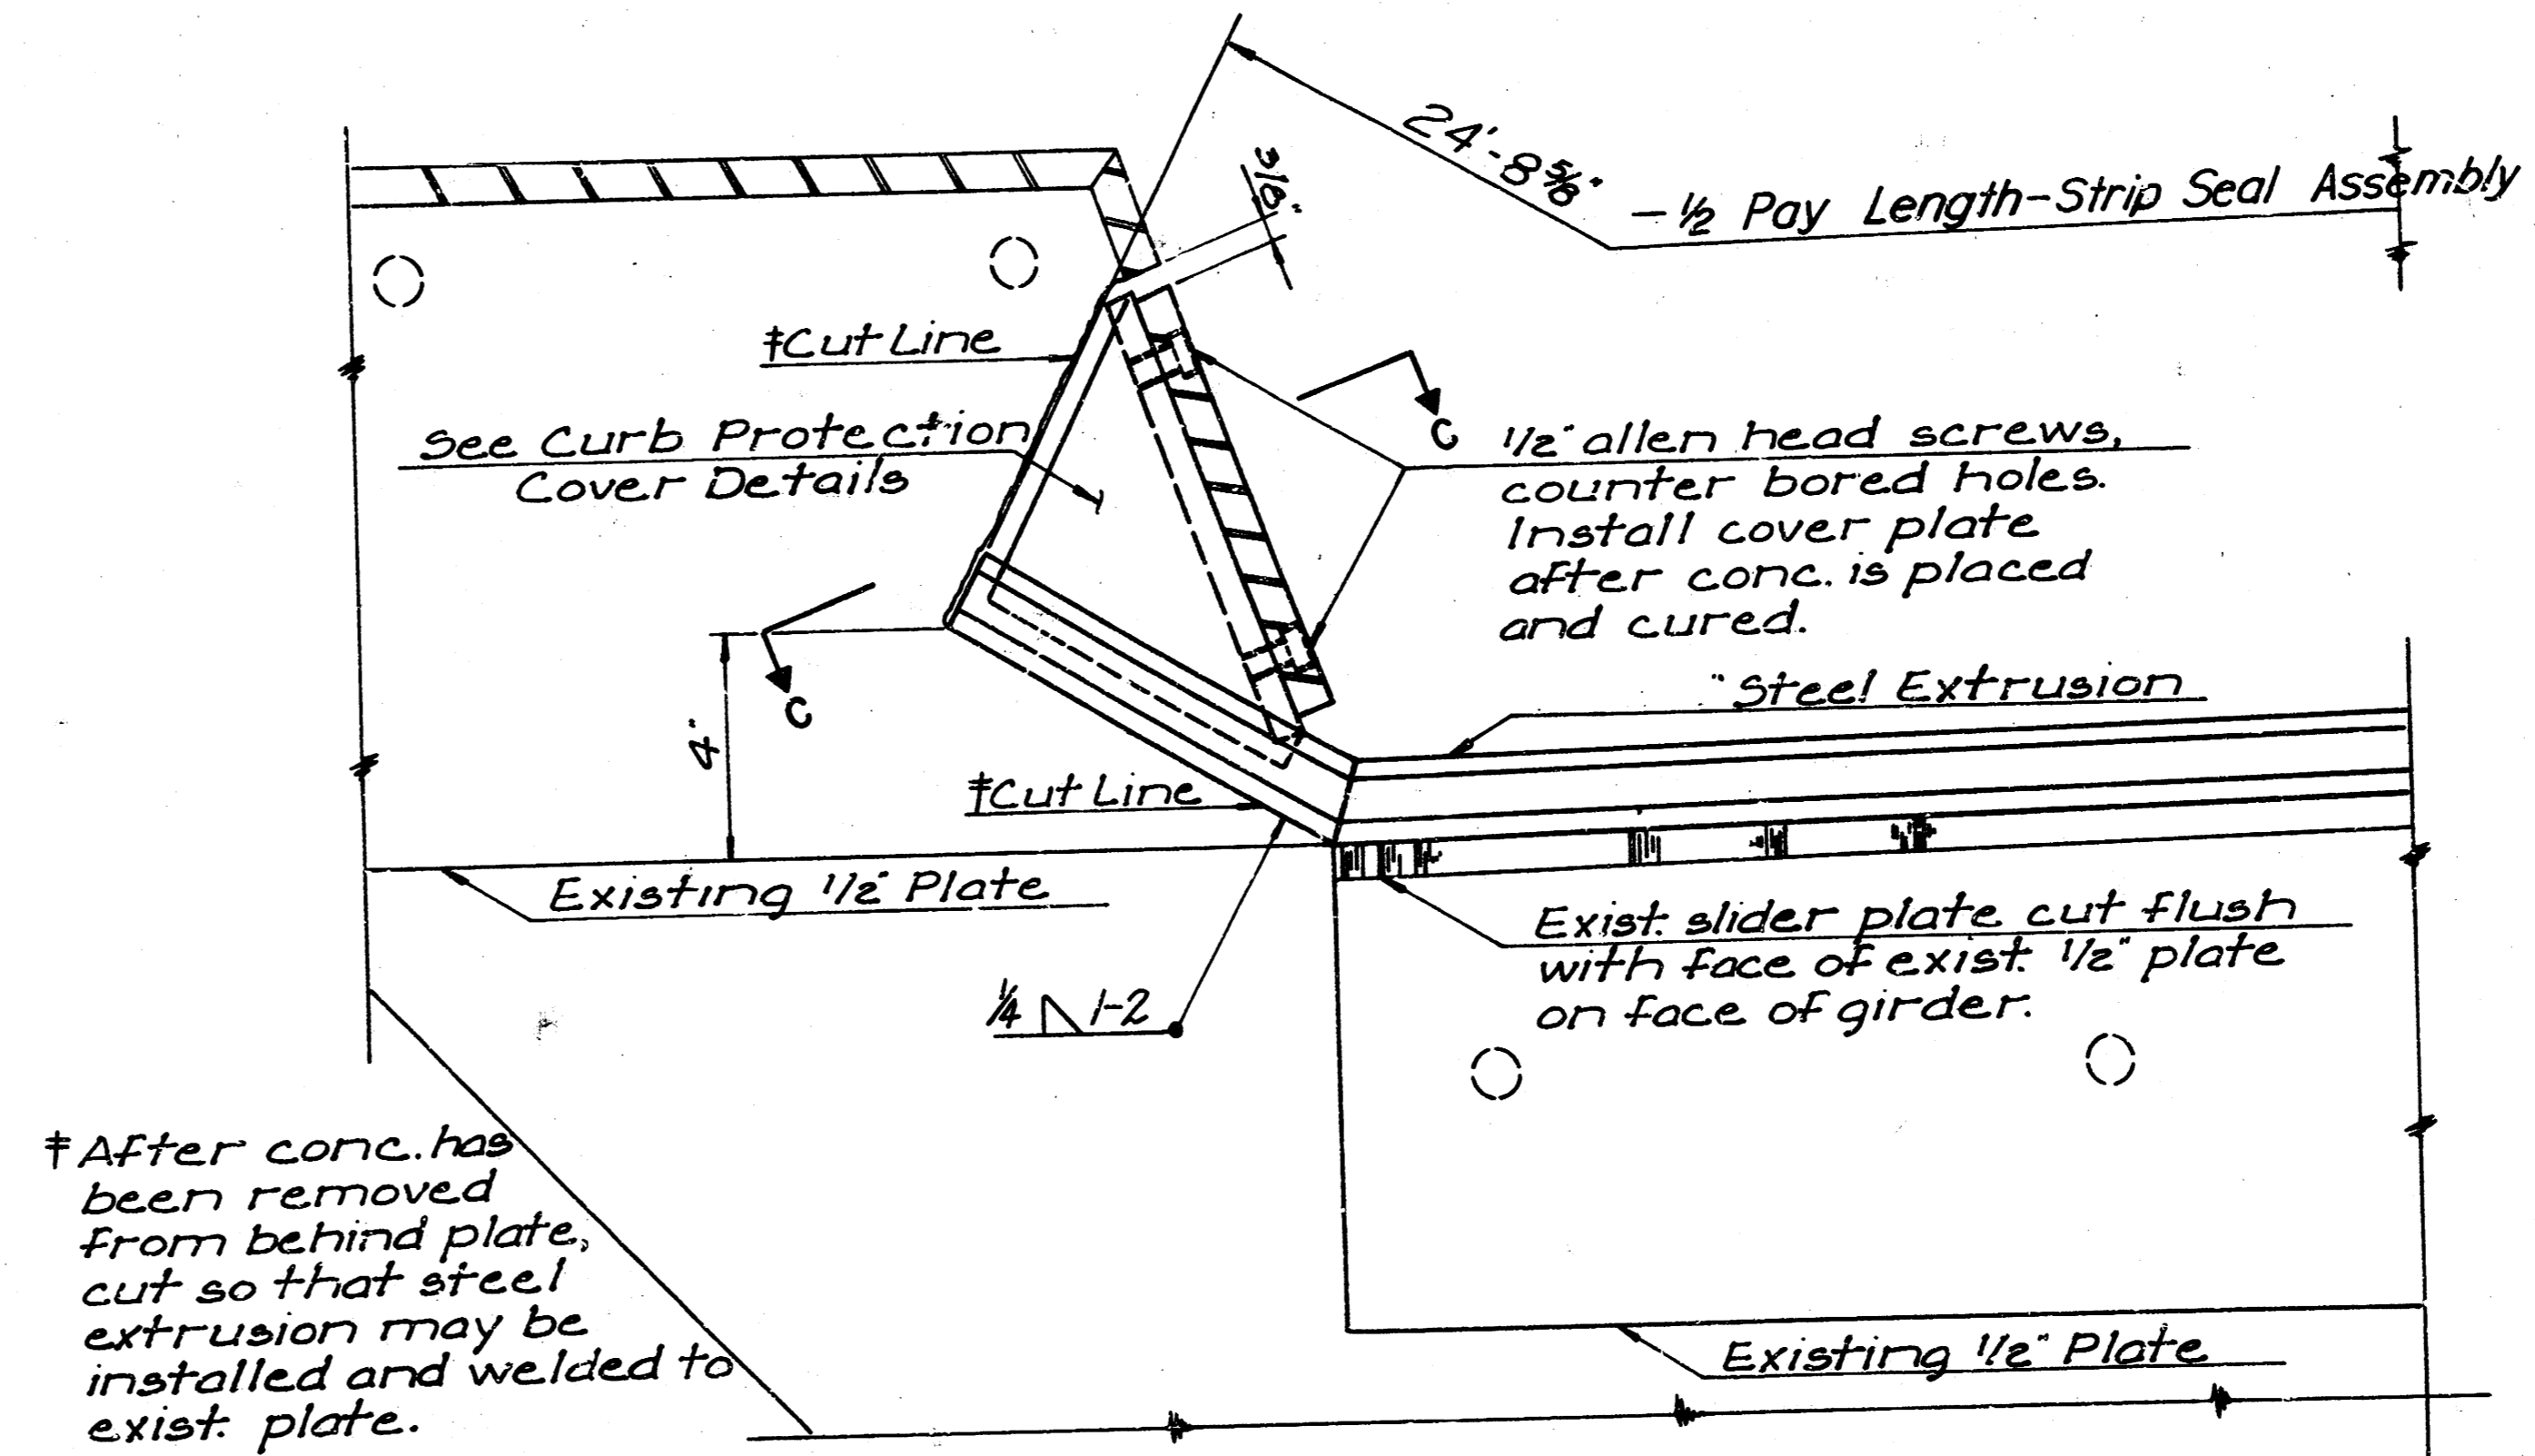 24'-8 5/8" - 1/2 Pay Length-Strip Seal Assembly
3/8"
‡Cut Line
See Curb Protection
Cover Details
C
1/2" allen head screws,
counter bored holes.
Install cover plate
after conc. is placed
and cured.
C
4"
Steel Extrusion
‡Cut Line
Existing 1/2" Plate
Exist. slider plate cut flush
with face of exist. 1/2" plate
on face of girder.
1/4 1-2
‡ After conc. has
been removed
from behind plate,
cut so that steel
extrusion may be
installed and welded to
exist. plate.
Existing 1/2" Plate